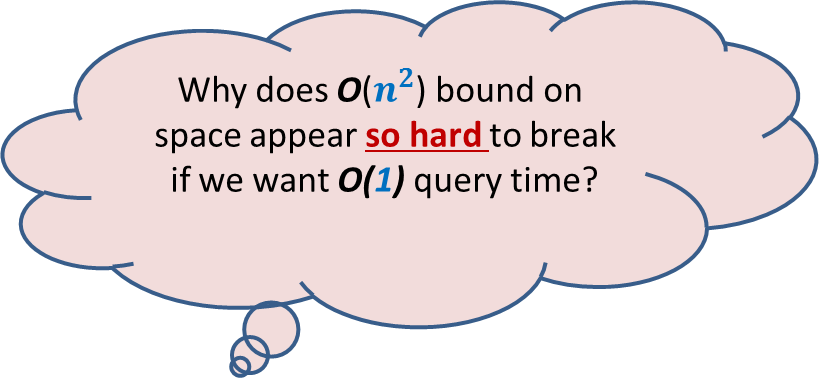 Why does O(n²) bound on
space appear so hard to break
if we want O(1) query time?